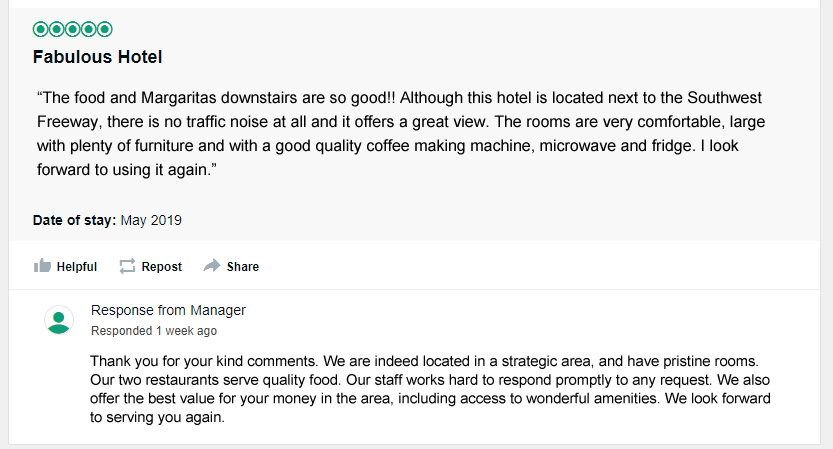 Fabulous Hotel
“The food and Margaritas downstairs are so good!! Although this hotel is located next to the Southwest
Freeway, there is no traffic noise at all and it offers a great view. The rooms are very comfortable, large
with plenty of furniture and with a good quality coffee making machine, microwave and fridge. I look
forward to using it again.”
Date of stay: May 2019
Helpful Repost Share
Response from Manager
Responded 1 week ago
Thank you for your kind comments. We are indeed located in a strategic area, and have pristine rooms.
Our two restaurants serve quality food. Our staff works hard to respond promptly to any request. We also
offer the best value for your money in the area, including access to wonderful amenities. We look forward
to serving you again.